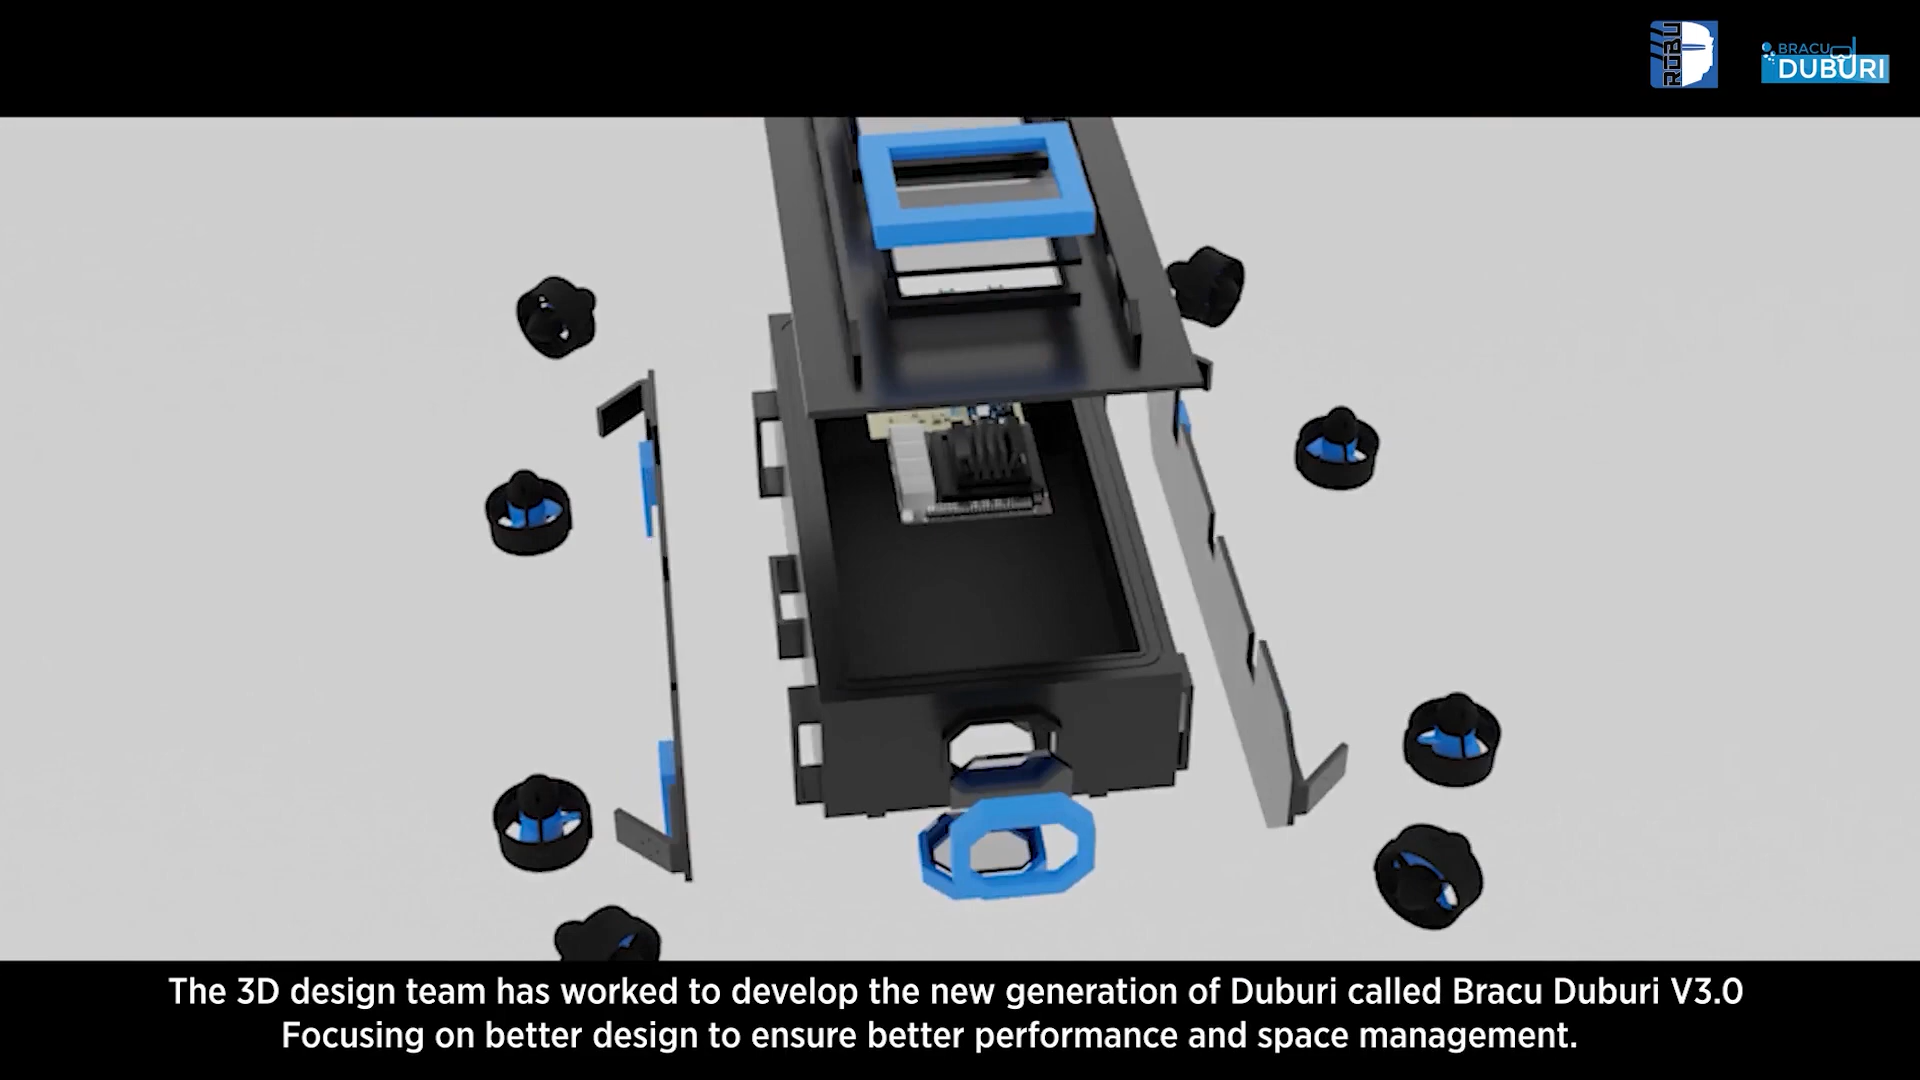 ROBU
BRACU
DUBURI
The 3D design team has worked to develop the new generation of Duburi called Bracu Duburi V3.0
Focusing on better design to ensure better performance and space management.